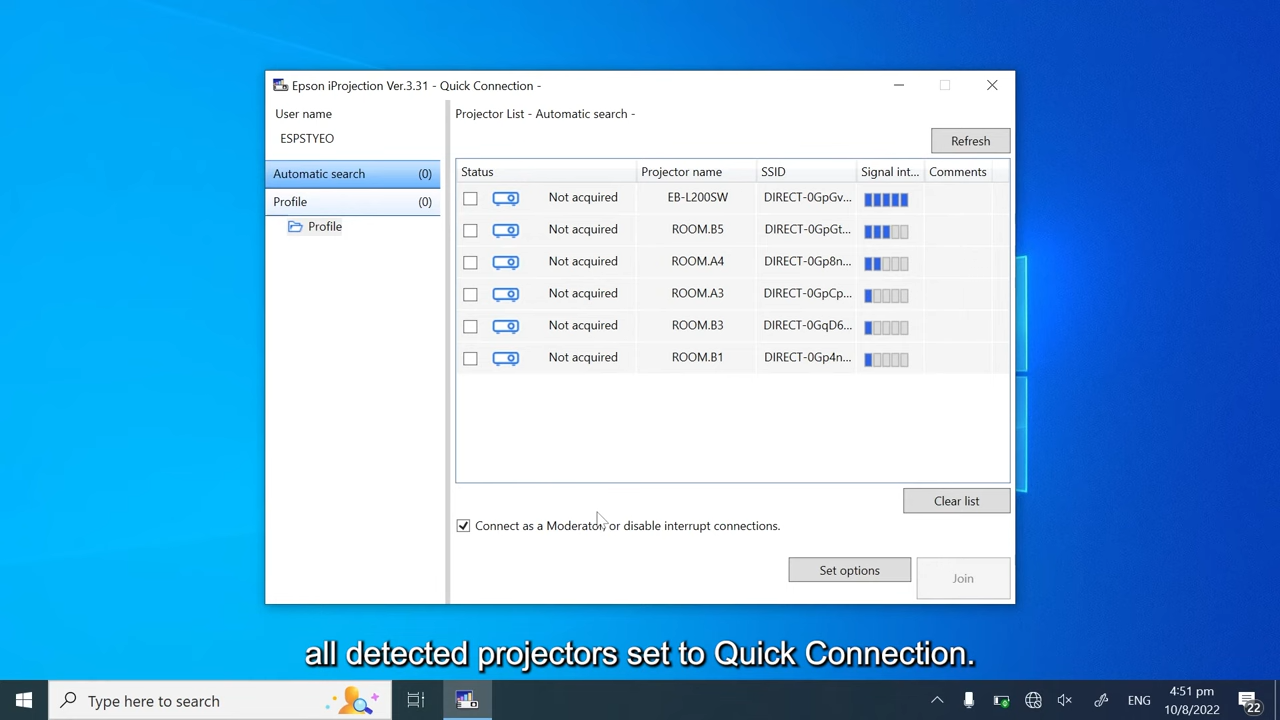 Epson iProjection Ver.3.31 - Quick Connection -
User name
ESPSTYEO
Automatic search (0)
Profile (0)
Profile
Projector List - Automatic search -
Refresh
Status Projector name SSID Signal int... Comments
Not acquired EB-L200SW DIRECT-0GpGv...
Not acquired ROOM.B5 DIRECT-0GpGt...
Not acquired ROOM.A4 DIRECT-0Gp8n...
Not acquired ROOM.A3 DIRECT-0GpCp...
Not acquired ROOM.B3 DIRECT-0GqD6...
Not acquired ROOM.B1 DIRECT-0Gp4n...
Clear list
Connect as a Moderator, or disable interrupt connections.
Set options
Join
all detected projectors set to Quick Connection.
Type here to search
ENG
4:51 pm
10/8/2022
22